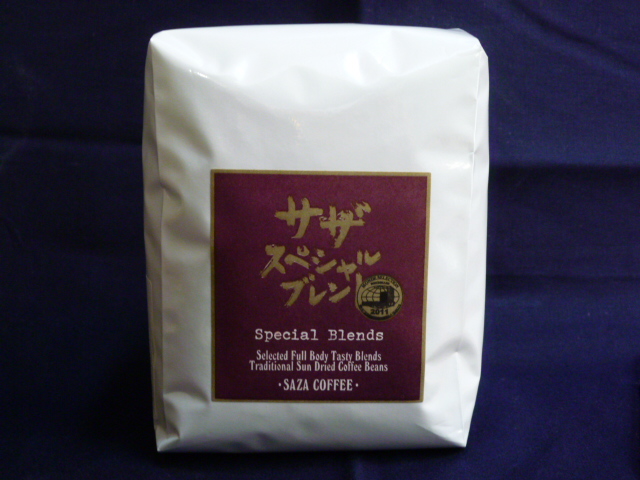 サザ
スペシャル
ブレンド
2011
Special Blends
Selected Full Body Tasty Blends
Traditional Sun Dried Coffee Beans
· SAZA COFFEE ·